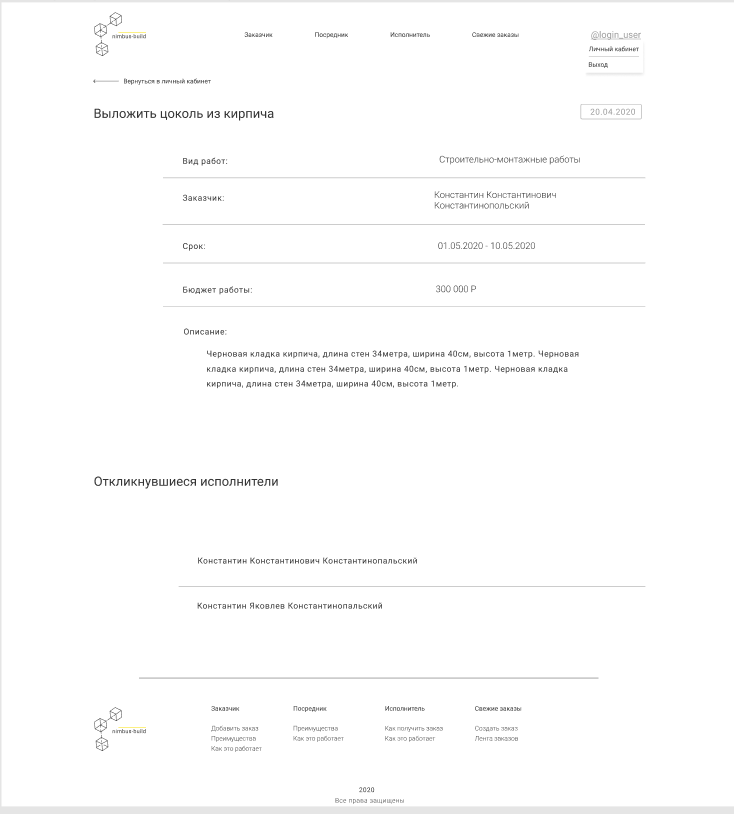 nimbus-build
Заказчик Посредник Исполнитель Свежие заказы
@login_user
Личный кабинет
Выход
Вернуться в личный кабинет
Выложить цоколь из кирпича
20.04.2020
Вид работ: Строительно-монтажные работы
Заказчик: Константин Константинович
Константинопольский
Срок: 01.05.2020 - 10.05.2020
Бюджет работы: 300 000 Р
Описание:
Черновая кладка кирпича, длина стен 34метра, ширина 40см, высота 1метр. Черновая
кладка кирпича, длина стен 34метра, ширина 40см, высота 1метр. Черновая кладка
кирпича, длина стен 34метра, ширина 40см, высота 1метр.
Откликнувшиеся исполнители
Константин Константинович Константинопальский
Константин Яковлев Константинопальский
nimbus-build
Заказчик Посредник Исполнитель Свежие заказы
Добавить заказ Преимущества Как получить заказ Создать заказ
Преимущества Как это работает Как это работает Лента заказов
Как это работает
2020
Все права защищены